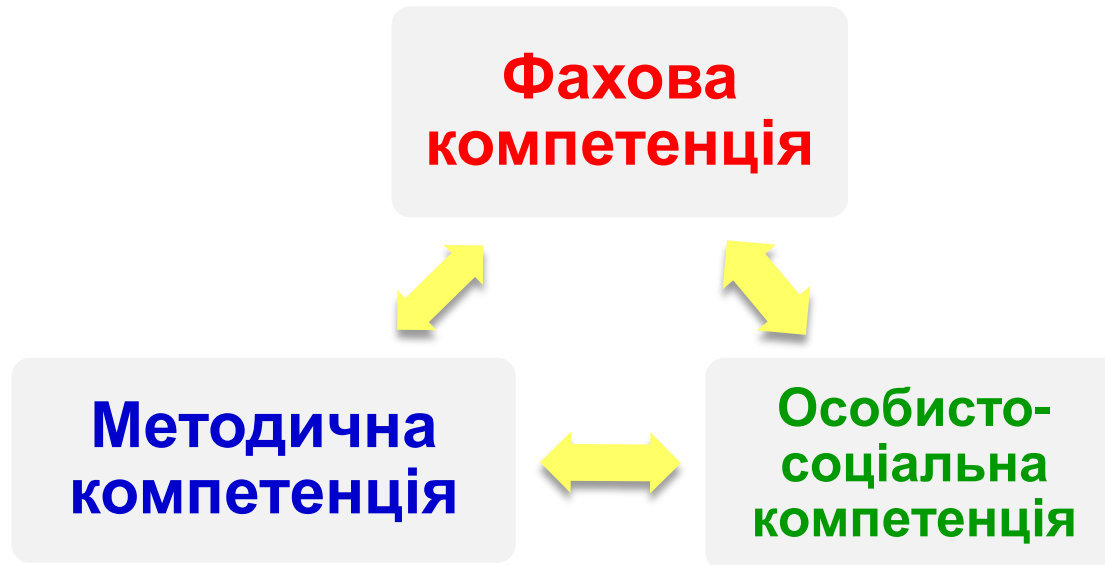 Фахова
компетенція
Методична
компетенція
Особисто-
соціальна
компетенція